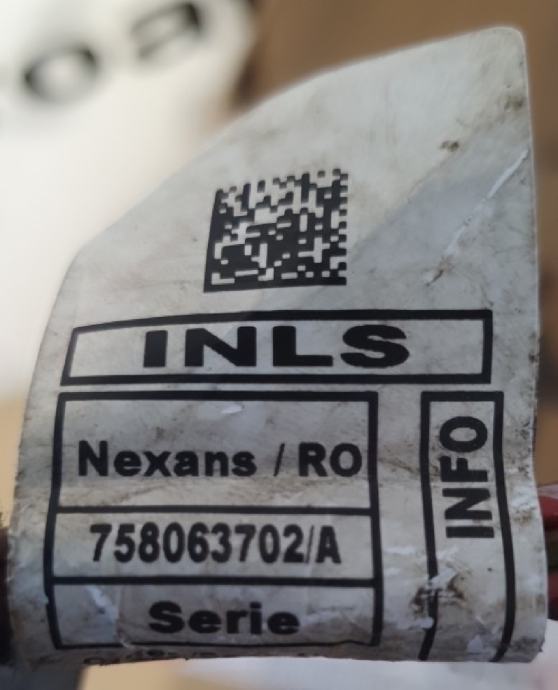 INLS
Nexans / RO
INFO
758063702/A
Serie